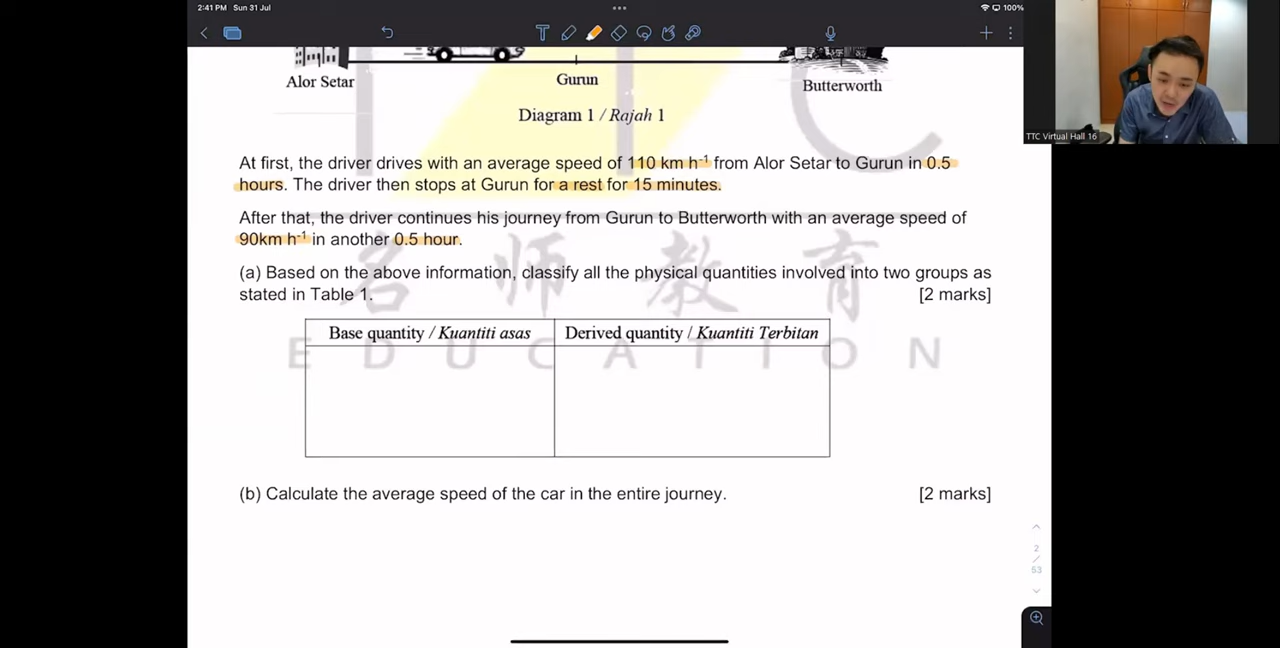 2:41 PM Sun 31 Jul
100%
Alor Setar
Gurun
Butterworth
Diagram 1 / Rajah 1
At first, the driver drives with an average speed of 110 km h⁻¹ from Alor Setar to Gurun in 0.5
hours. The driver then stops at Gurun for a rest for 15 minutes.
After that, the driver continues his journey from Gurun to Butterworth with an average speed of
90km h⁻¹ in another 0.5 hour.
(a) Based on the above information, classify all the physical quantities involved into two groups as
stated in Table 1. [2 marks]
Base quantity / Kuantiti asas Derived quantity / Kuantiti Terbitan
(b) Calculate the average speed of the car in the entire journey. [2 marks]
名师教育
EDUCATION
2
/
53
TTC Virtual Hall 16